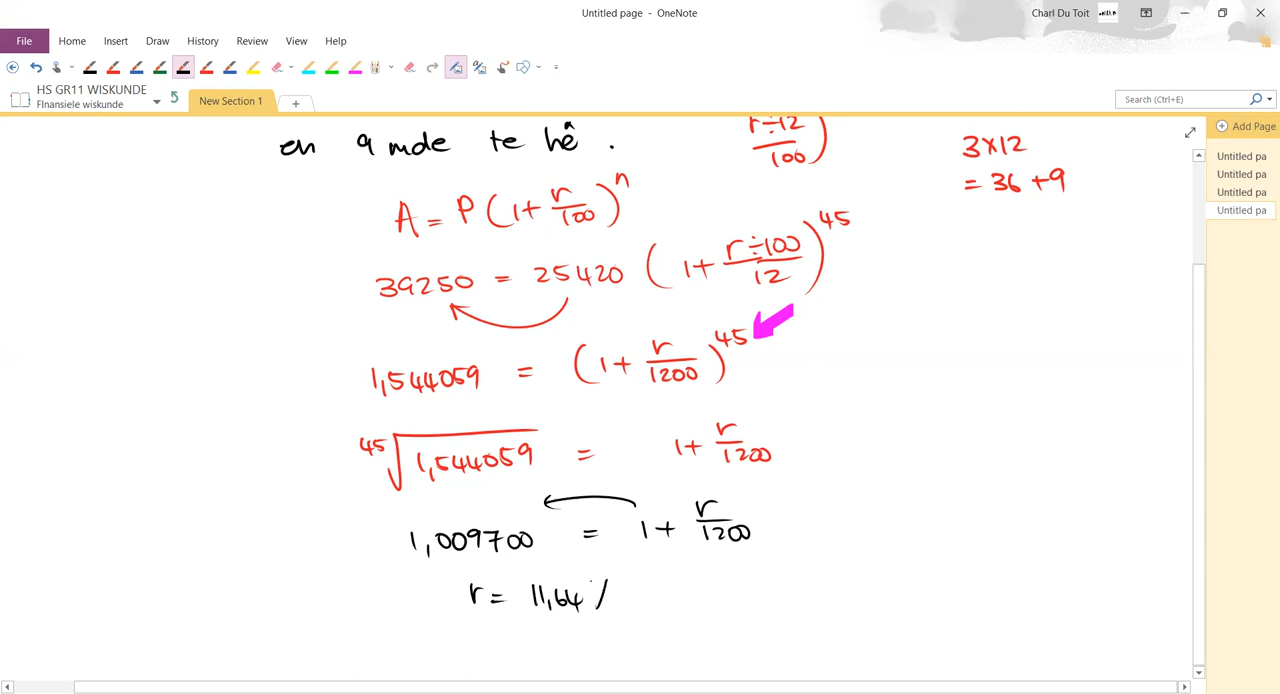 Untitled page - OneNote
Charl Du Toit
File Home Insert Draw History Review View Help
HS GR11 WISKUNDE
FInansiele wiskunde
New Section 1
+
Search (Ctrl+E)
Add Page
Untitled pa
Untitled pa
Untitled pa
Untitled pa
en 9 mde te hê .
r÷12/100)
3×12
= 36 +9
A = P(1+r/100)^n
39250 = 25420 (1+r÷100/12)^45
1,544059 = (1+r/1200)^45
45√1,544059 = 1+r/1200
1,009700 = 1+r/1200
r = 11,64%